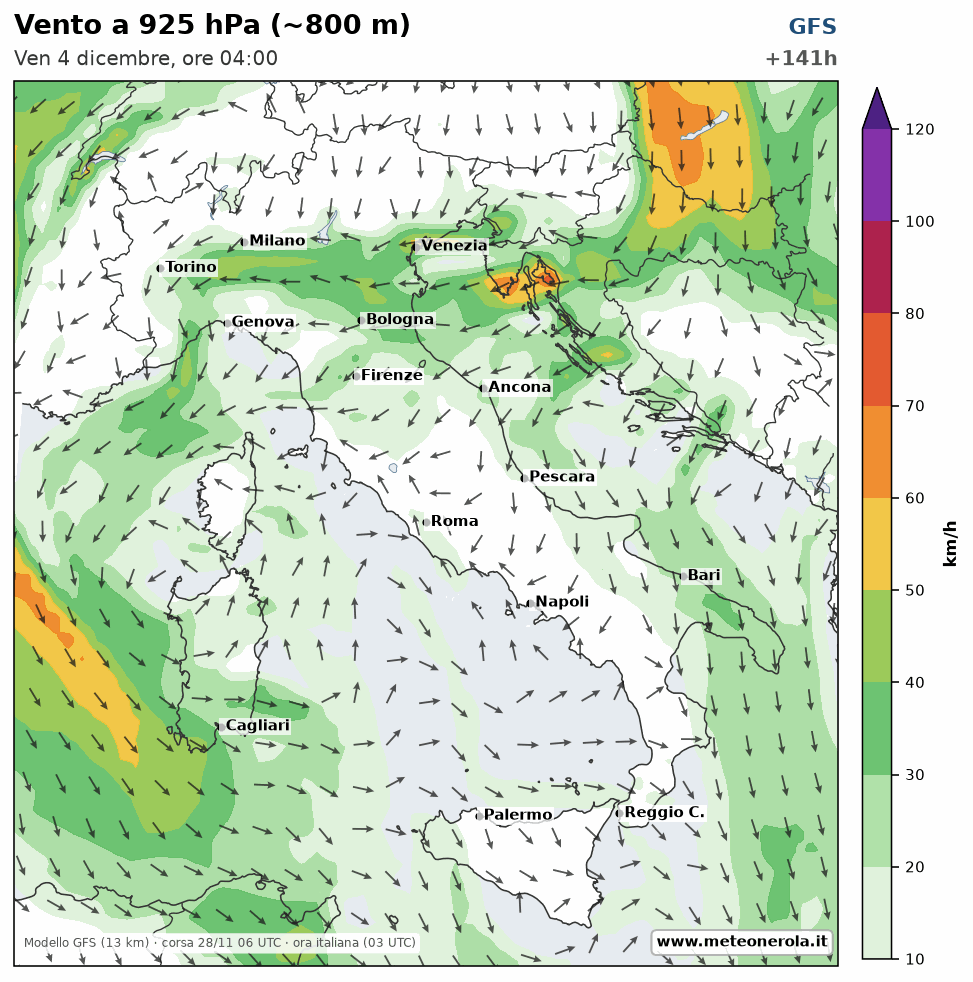 Vento a 925 hPa (~800 m)
GFS
Ven 4 dicembre, ore 04:00
+141h
Milano
Venezia
Torino
Genova
Bologna
Firenze
Ancona
Pescara
Roma
Bari
Napoli
Cagliari
Palermo
Reggio C.
Modello GFS (13 km) · corsa 28/11 06 UTC · ora italiana (03 UTC)
www.meteonerola.it
120
100
80
70
60
50
40
30
20
10
km/h